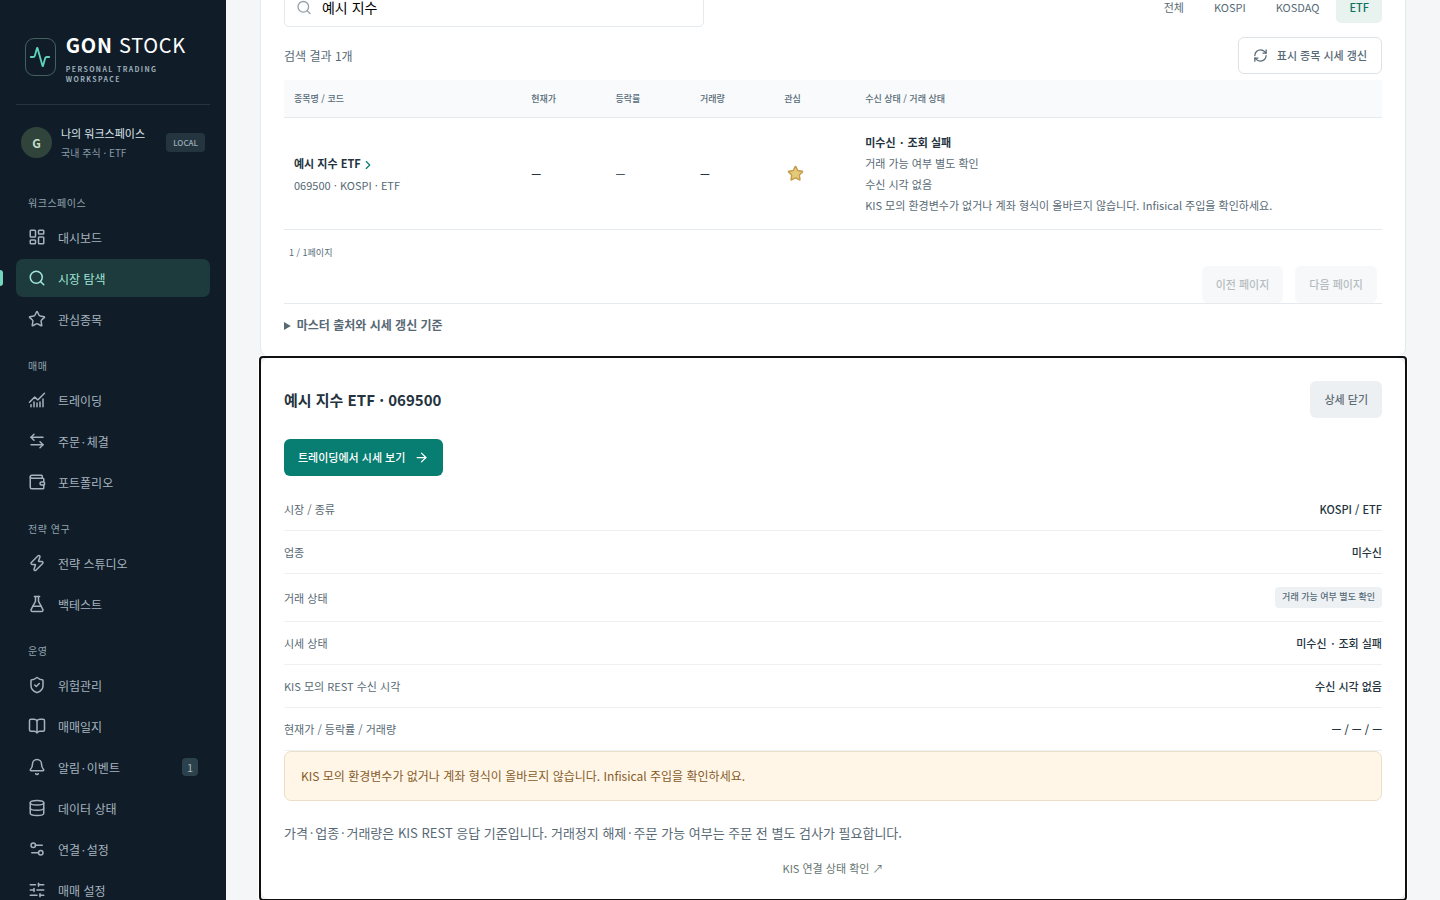 GON STOCK
PERSONAL TRADING
WORKSPACE
G
나의 워크스페이스
국내 주식 · ETF
LOCAL
워크스페이스
대시보드
시장 탐색
관심종목
매매
트레이딩
주문·체결
포트폴리오
전략 연구
전략 스튜디오
백테스트
운영
위험관리
매매일지
알림·이벤트
1
데이터 상태
연결·설정
매매 설정
예시 지수
전체
KOSPI
KOSDAQ
ETF
검색 결과 1개
표시 종목 시세 갱신
종목명 / 코드
현재가
등락률
거래량
관심
수신 상태 / 거래 상태
예시 지수 ETF
069500 · KOSPI · ETF
—
—
—
미수신 · 조회 실패
거래 가능 여부 별도 확인
수신 시각 없음
KIS 모의 환경변수가 없거나 계좌 형식이 올바르지 않습니다. Infisical 주입을 확인하세요.
1 / 1페이지
이전 페이지
다음 페이지
▶ 마스터 출처와 시세 갱신 기준
예시 지수 ETF · 069500
상세 닫기
트레이딩에서 시세 보기 →
시장 / 종류
KOSPI / ETF
업종
미수신
거래 상태
거래 가능 여부 별도 확인
시세 상태
미수신 · 조회 실패
KIS 모의 REST 수신 시각
수신 시각 없음
현재가 / 등락률 / 거래량
— / — / —
KIS 모의 환경변수가 없거나 계좌 형식이 올바르지 않습니다. Infisical 주입을 확인하세요.
가격·업종·거래량은 KIS REST 응답 기준입니다. 거래정지 해제·주문 가능 여부는 주문 전 별도 검사가 필요합니다.
KIS 연결 상태 확인 ↗